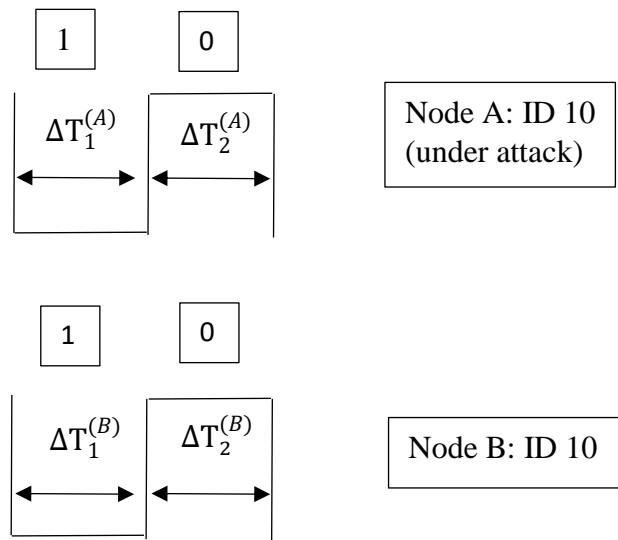 1 0
ΔT₁⁽ᴬ⁾ ΔT₂⁽ᴬ⁾
Node A: ID 10
(under attack)
1 0
ΔT₁⁽ᴮ⁾ ΔT₂⁽ᴮ⁾
Node B: ID 10